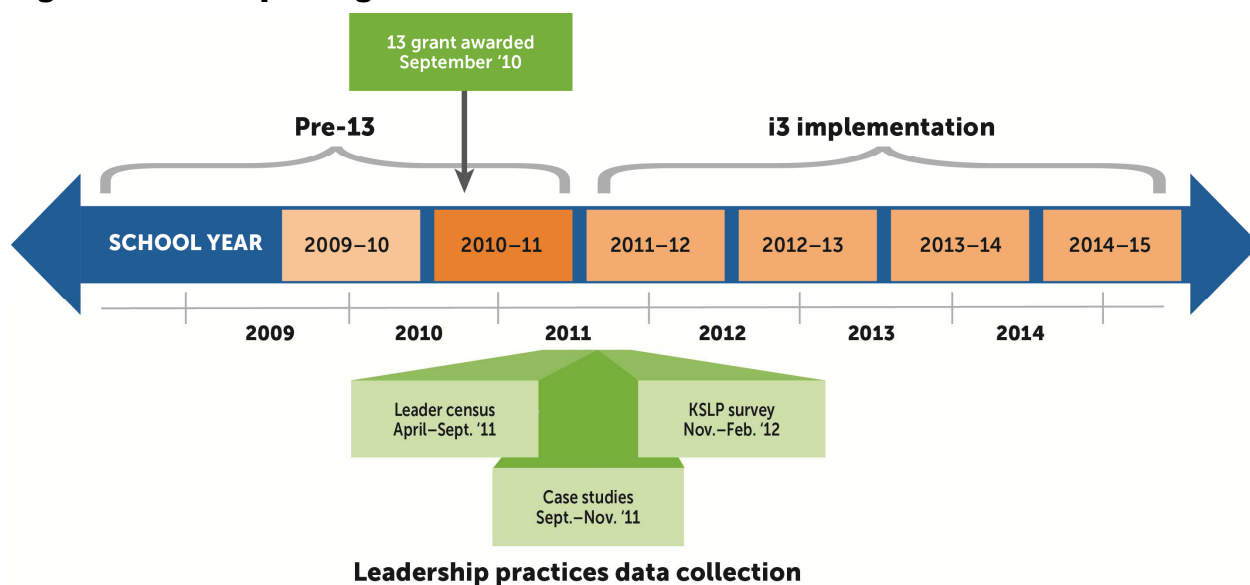 13 grant awarded
September ‘10
Pre-13
i3 implementation
SCHOOL YEAR
2009–10
2010–11
2011–12
2012–13
2013–14
2014–15
2009
2010
2011
2012
2013
2014
Leader census
April–Sept. ‘11
KSLP survey
Nov.–Feb. ‘12
Case studies
Sept.–Nov. ‘11
Leadership practices data collection